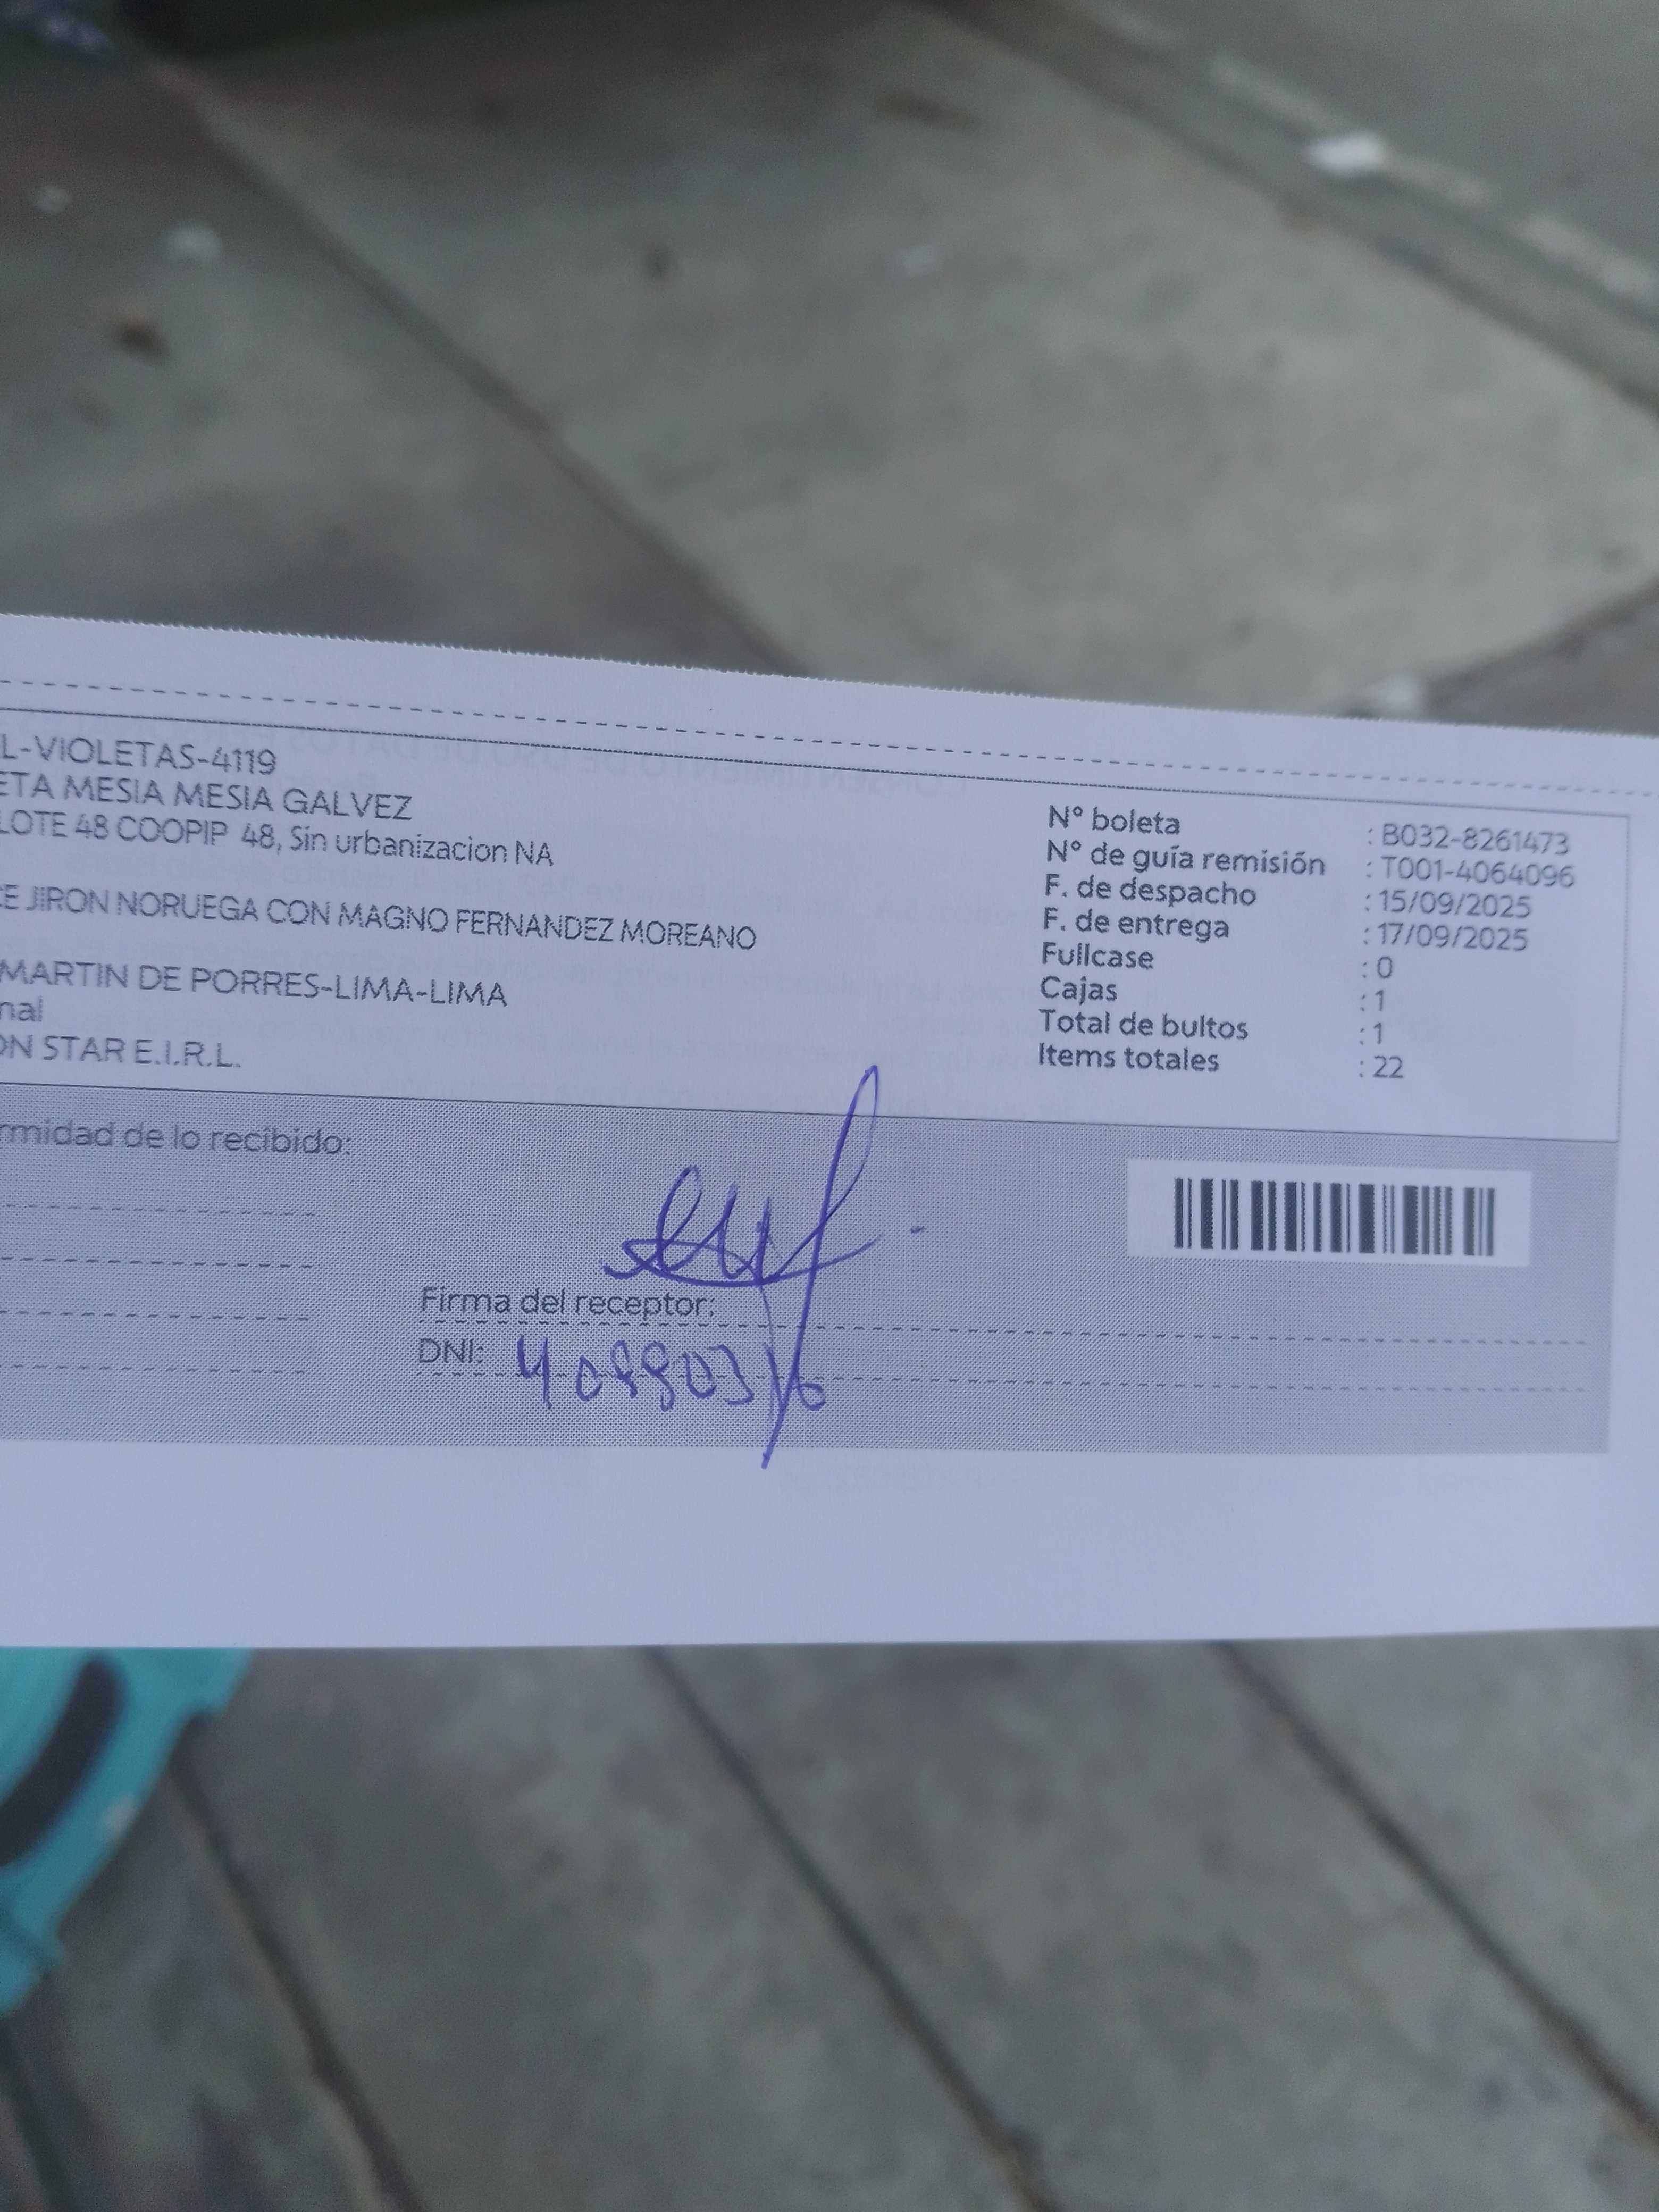 L-VIOLETAS-4119
ETA MESIA MESIA GALVEZ
LOTE 48 COOPIP 48, Sin urbanizacion NA
CE JIRON NORUEGA CON MAGNO FERNANDEZ MOREANO
MARTIN DE PORRES-LIMA-LIMA
nal
ON STAR E.I.R.L.
N° boleta : B032-8261473
N° de guía remisión : T001-4064096
F. de despacho : 15/09/2025
F. de entrega : 17/09/2025
Fullcase : 0
Cajas : 1
Total de bultos : 1
Items totales : 22
rmidad de lo recibido:
Firma del receptor:
DNI: